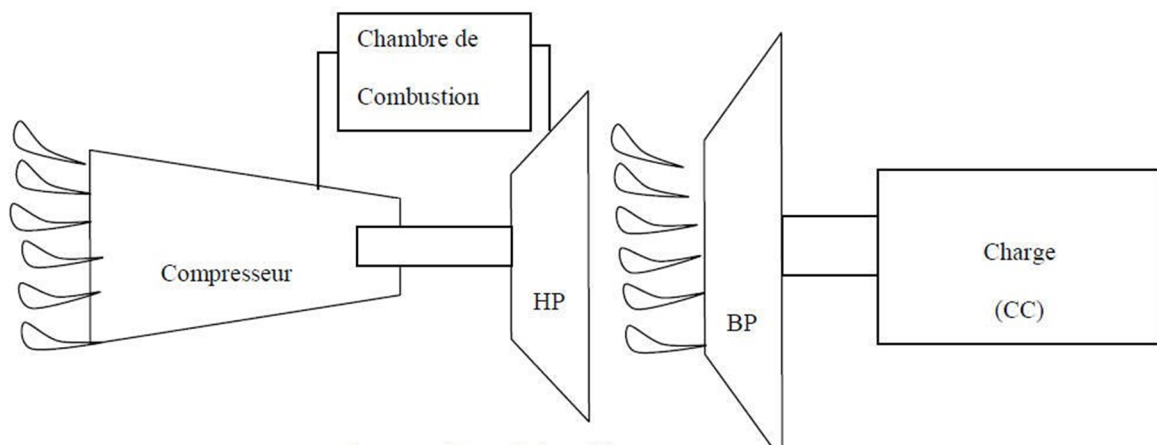 Chambre de
Combustion
Compresseur
HP
BP
Charge
(CC)